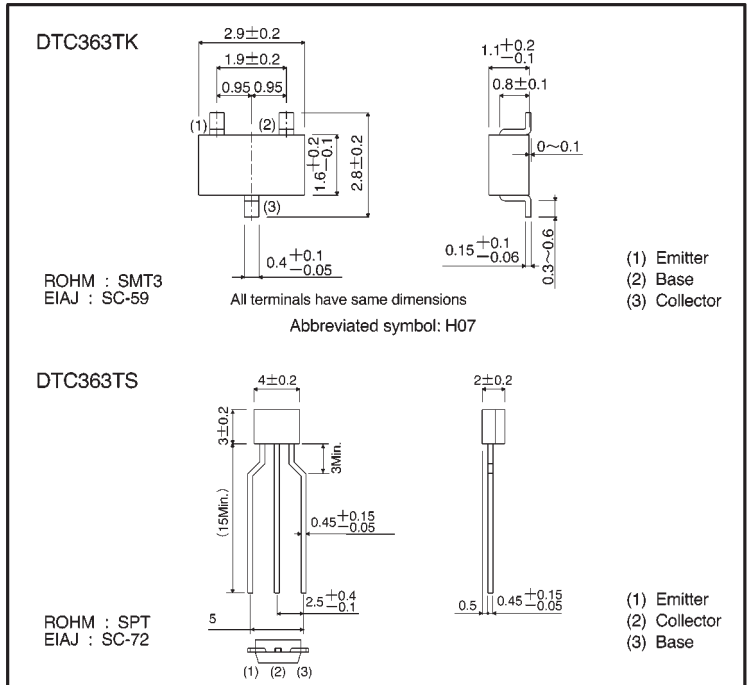 DTC363TK
2.9±0.2
1.9±0.2
0.95 0.95
(1) (2)
(3)
1.6 +0.2 −0.1
2.8±0.2
0.4 +0.1 −0.05
1.1 +0.2 −0.1
0.8±0.1
0~0.1
0.15 +0.1 −0.06
0.3~0.6
ROHM : SMT3
EIAJ : SC-59
All terminals have same dimensions
Abbreviated symbol: H07
(1) Emitter
(2) Base
(3) Collector
DTC363TS
4±0.2
2±0.2
3±0.2
3Min.
(15Min.)
0.45 +0.15 −0.05
2.5 +0.4 −0.1
5
0.5
0.45 +0.15 −0.05
(1) (2) (3)
ROHM : SPT
EIAJ : SC-72
(1) Emitter
(2) Collector
(3) Base